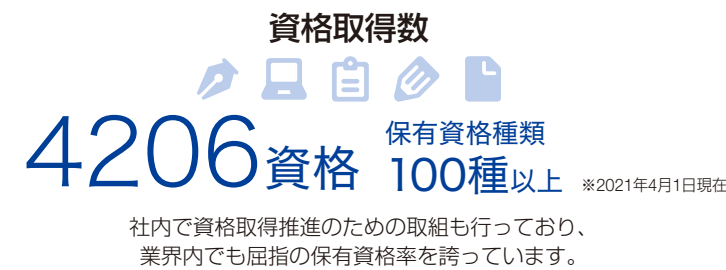 資格取得数
4206資格
保有資格種類
100種以上 ※2021年4月1日現在
社内で資格取得推進のための取組も行っており、
業界内でも屈指の保有資格率を誇っています。